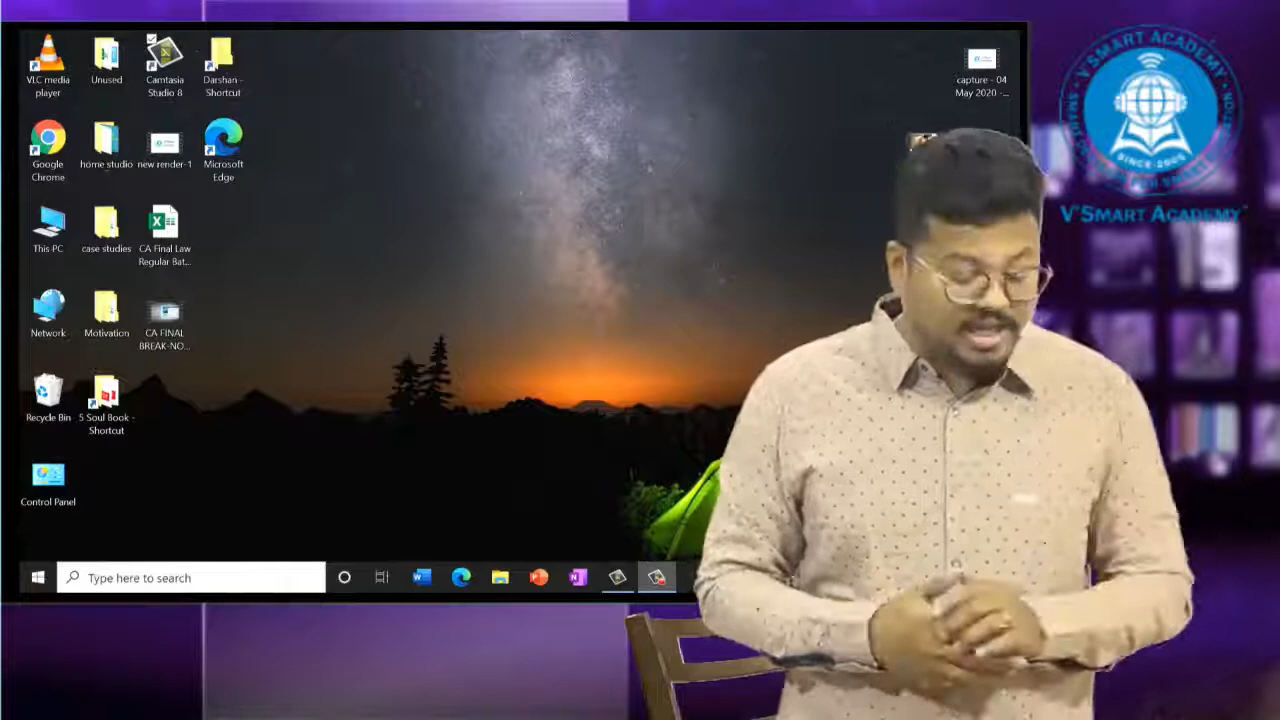 VLC media
player
Unused
Camtasia
Studio 8
Darshan -
Shortcut
capture - 04
May 2020 -...
Google
Chrome
home studio
new render-1
Microsoft
Edge
This PC
case studies
CA Final Law
Regular Bat...
Network
Motivation
CA FINAL
BREAK-NO...
Recycle Bin
5 Soul Book -
Shortcut
Control Panel
Type here to search
V'SMART ACADEMY
SINCE-2005
V'SMART ACADEMY